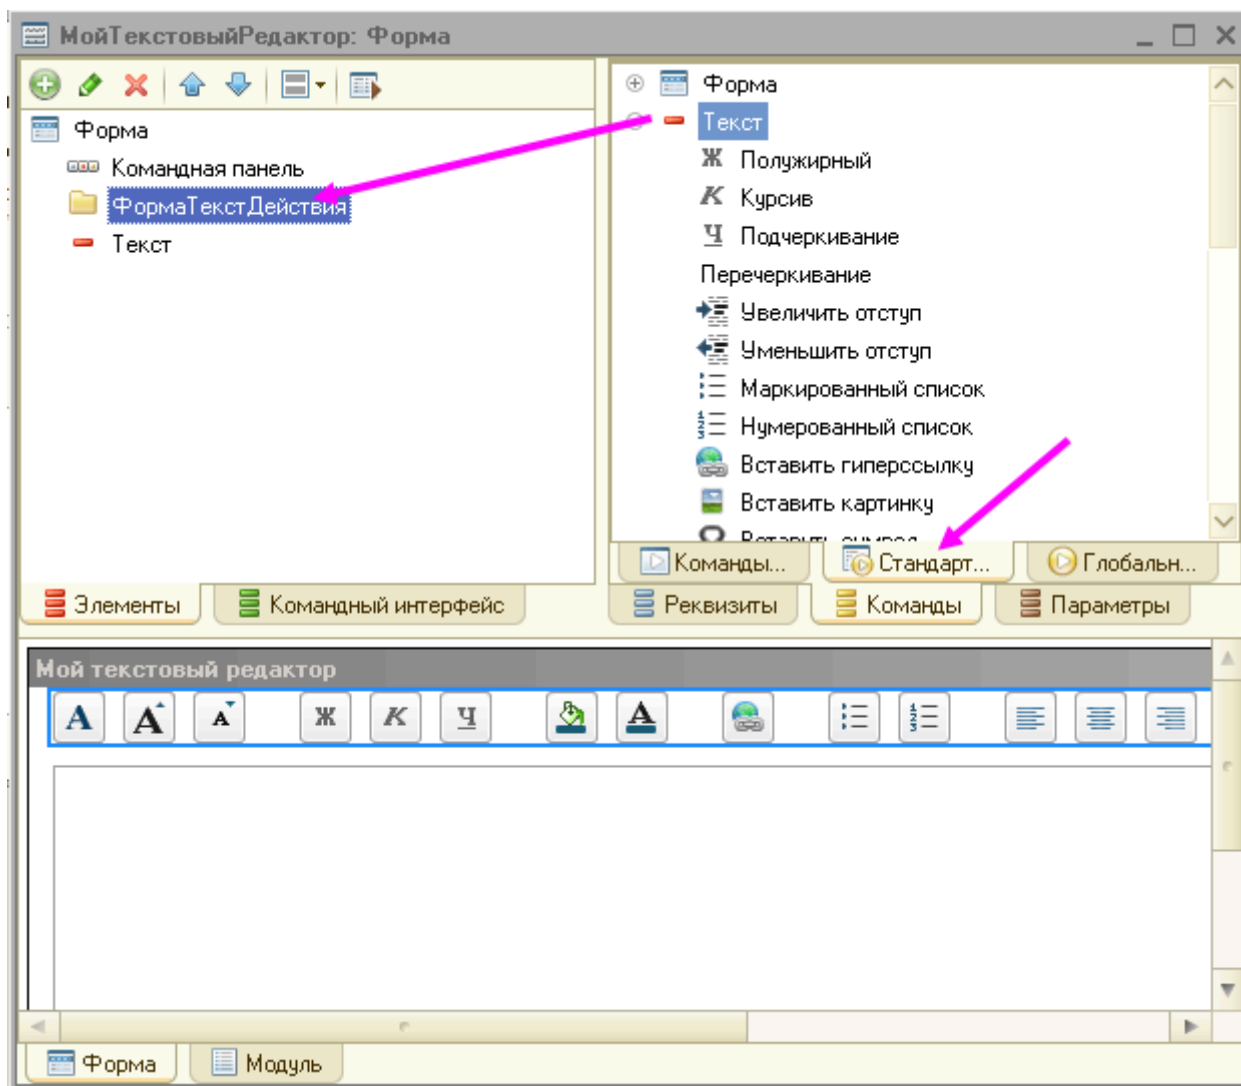 МойТекстовыйРедактор: Форма
Форма
Командная панель
ФормаТекстДействия
Текст
Элементы
Командный интерфейс
Форма
Текст
Ж Полужирный
К Курсив
Ч Подчеркивание
Перечеркивание
Увеличить отступ
Уменьшить отступ
Маркированный список
Нумерованный список
Вставить гиперссылку
Вставить картинку
Вставить символ
Команды... Стандарт... Глобальн...
Реквизиты Команды Параметры
Мой текстовый редактор
А А А Ж К Ч А
Форма Модуль